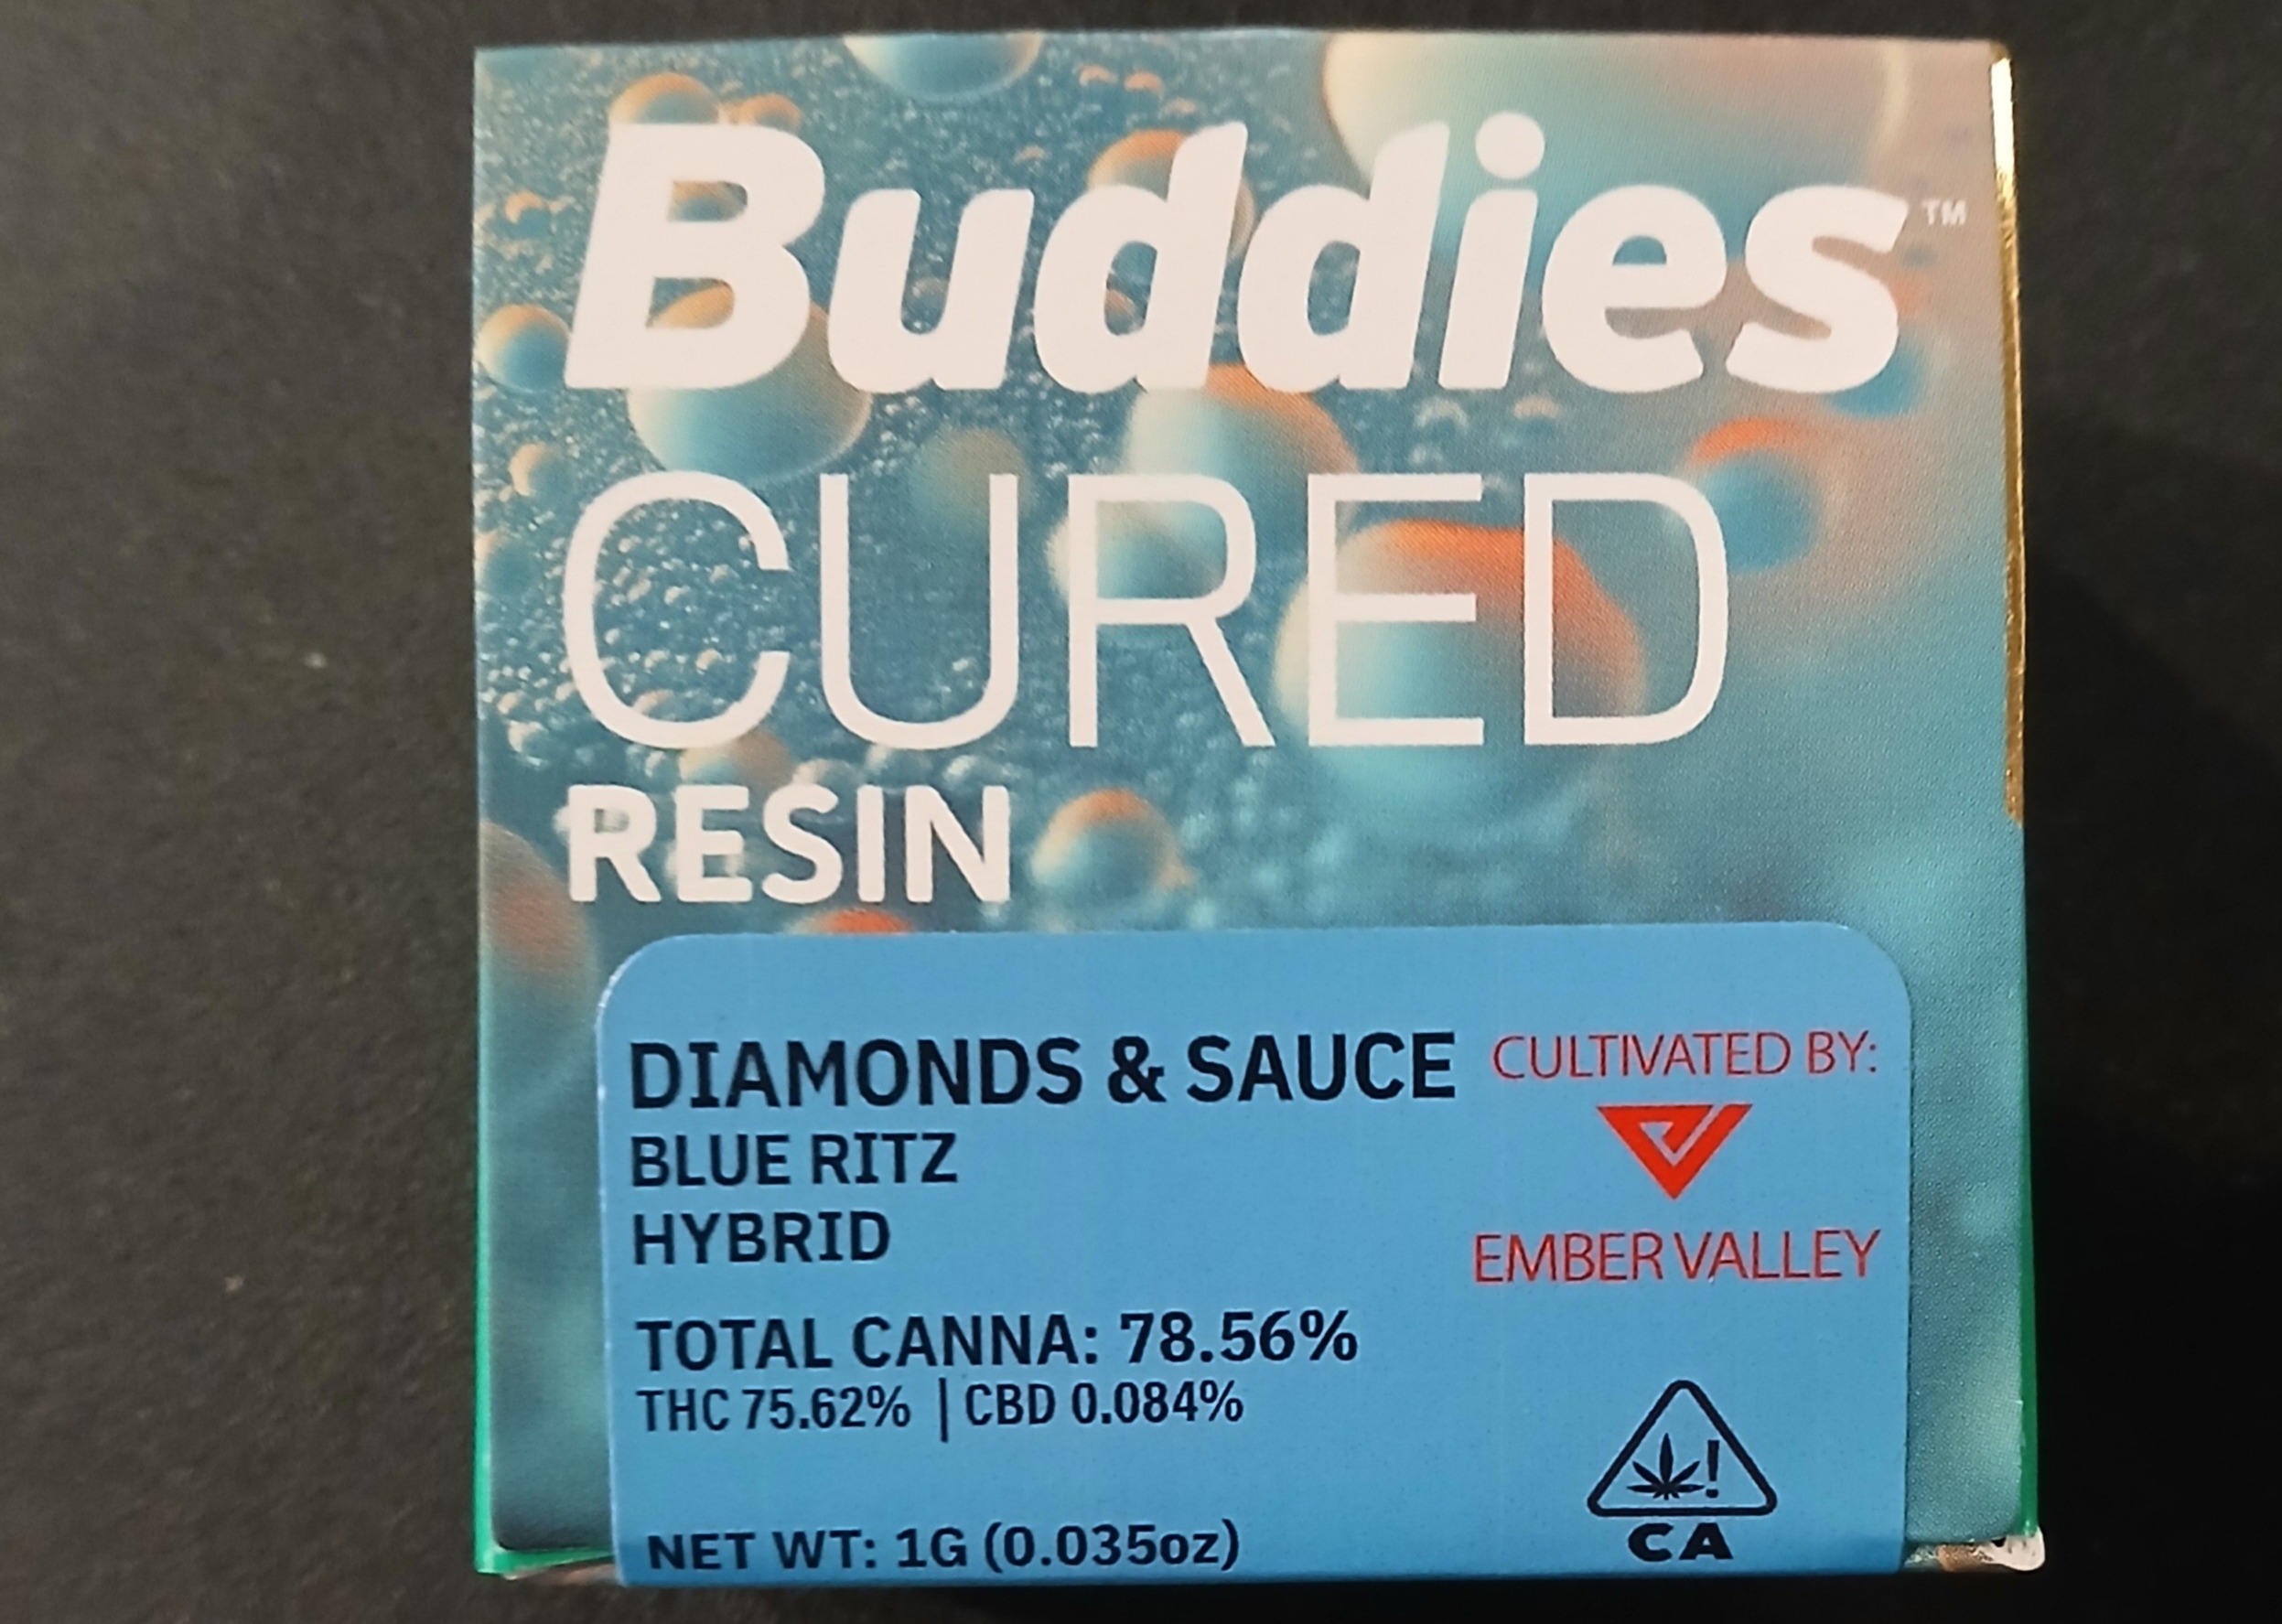 Buddies™
CURED
RESIN
DIAMONDS & SAUCE
BLUE RITZ
HYBRID
TOTAL CANNA: 78.56%
THC 75.62% | CBD 0.084%
NET WT: 1G (0.035oz)
CULTIVATED BY:
EMBER VALLEY
!
CA